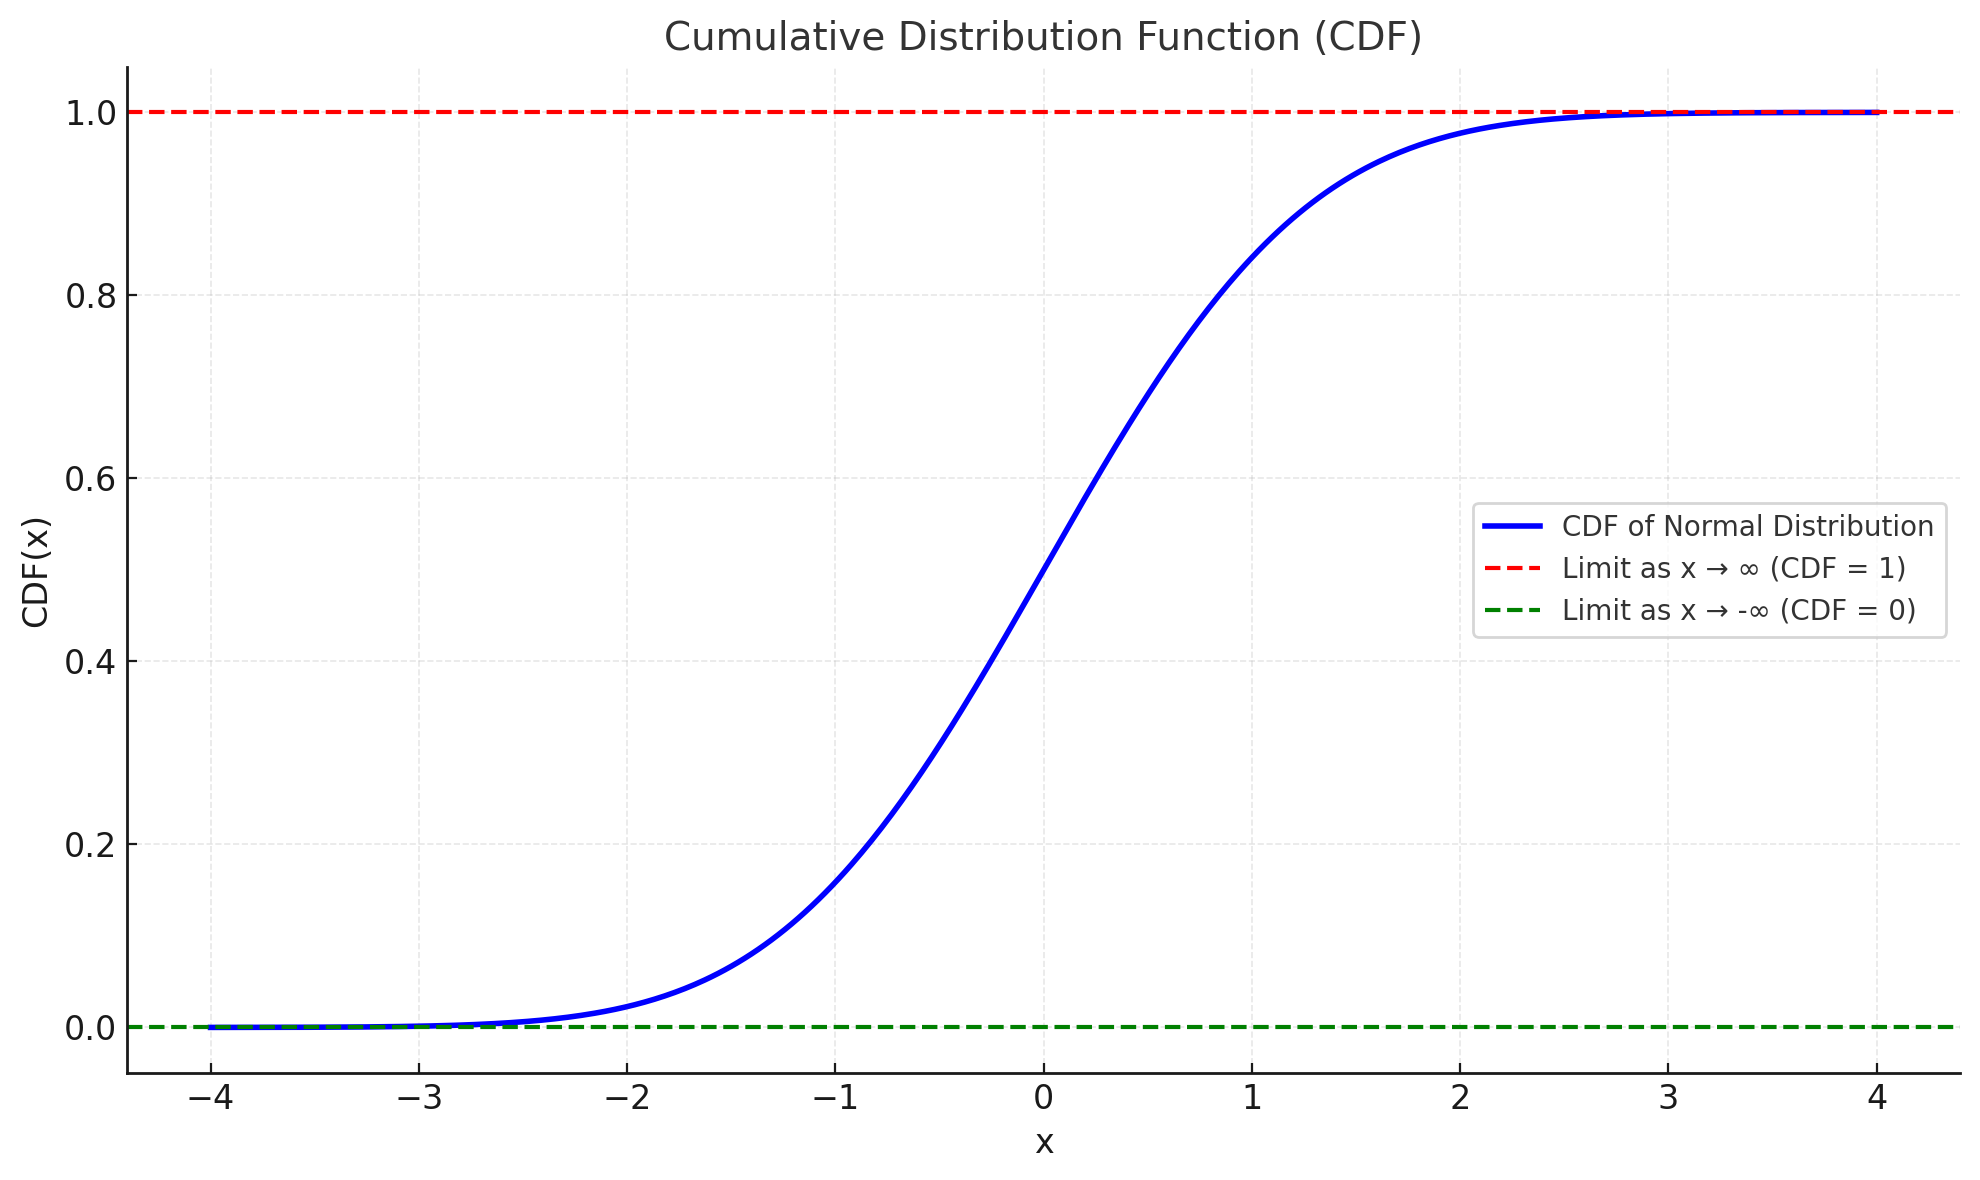 Cumulative Distribution Function (CDF)
1.0
0.8
0.6
0.4
0.2
0.0
CDF(x)
CDF of Normal Distribution
Limit as x → ∞ (CDF = 1)
Limit as x → -∞ (CDF = 0)
−4 −3 −2 −1 0 1 2 3 4
x